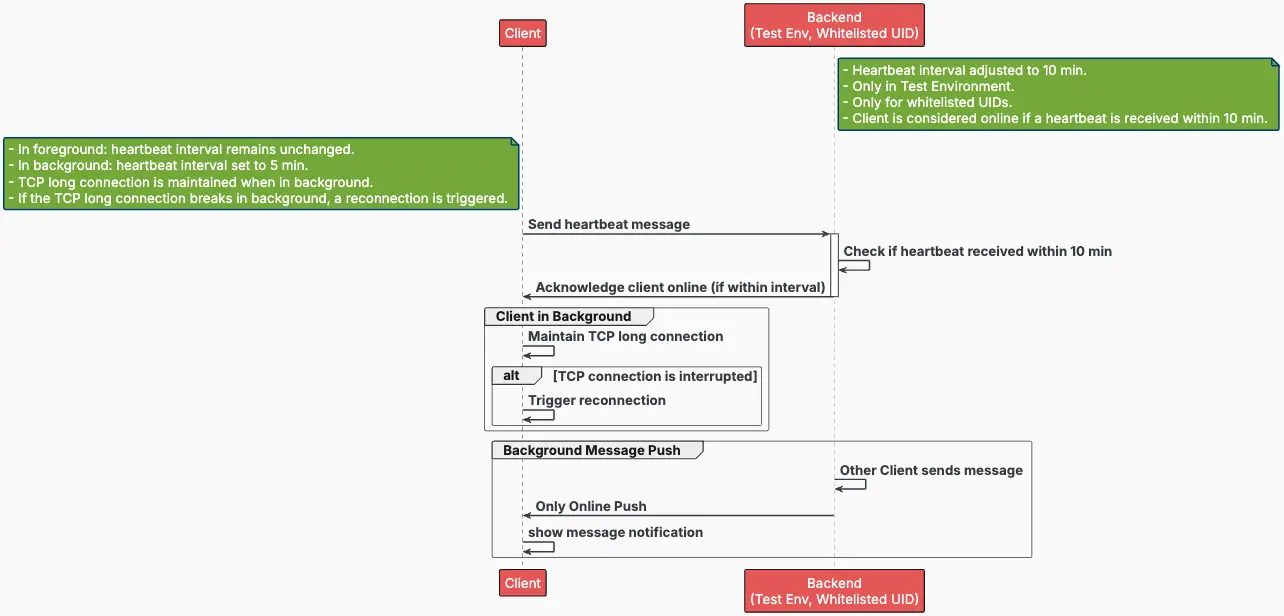 Client
Backend
(Test Env, Whitelisted UID)
- Heartbeat interval adjusted to 10 min.
- Only in Test Environment.
- Only for whitelisted UIDs.
- Client is considered online if a heartbeat is received within 10 min.
- In foreground: heartbeat interval remains unchanged.
- In background: heartbeat interval set to 5 min.
- TCP long connection is maintained when in background.
- If the TCP long connection breaks in background, a reconnection is triggered.
Send heartbeat message
Check if heartbeat received within 10 min
Acknowledge client online (if within interval)
Client in Background
Maintain TCP long connection
alt [TCP connection is interrupted]
Trigger reconnection
Background Message Push
Other Client sends message
Only Online Push
show message notification
Client
Backend
(Test Env, Whitelisted UID)